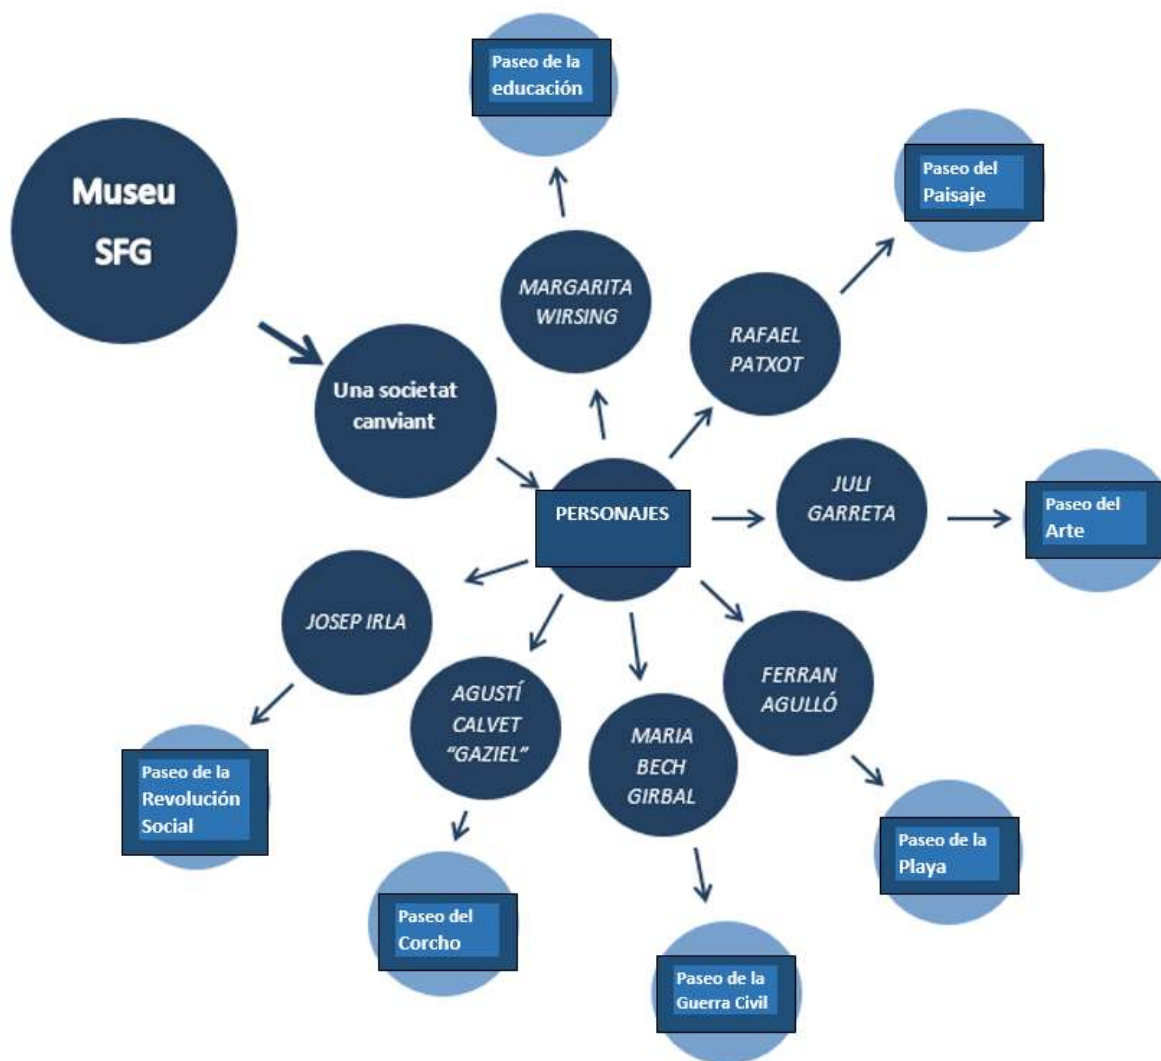 Museu
SFG
Una societat
canviant
PERSONAJES
MARGARITA
WIRSING
Paseo de la
educación
RAFAEL
PATXOT
Paseo del
Paisaje
JULI
GARRETA
Paseo del
Arte
FERRAN
AGULLÓ
Paseo de la
Playa
MARIA
BECH
GIRBAL
Paseo de la
Guerra Civil
AGUSTÍ
CALVET
“GAZIEL”
Paseo del
Corcho
JOSEP IRLA
Paseo de la
Revolución
Social